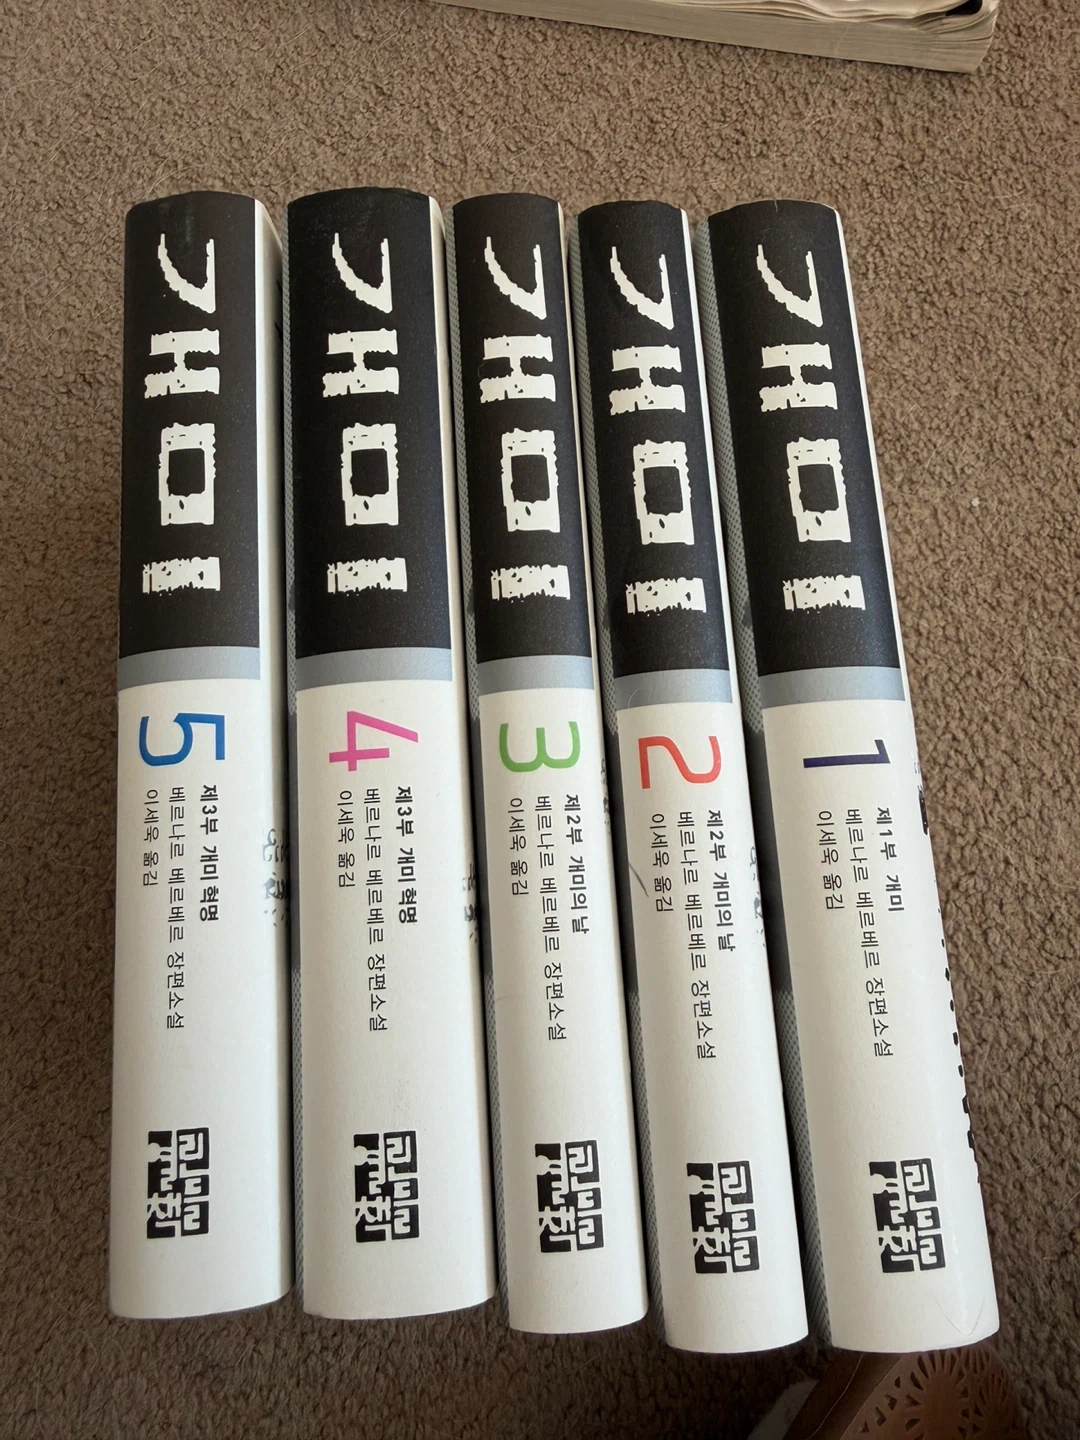 개미
5
제3부 개미 혁명
베르나르 베르베르 장편소설
이세욱 옮김
열린책들
개미
4
제3부 개미 혁명
베르나르 베르베르 장편소설
이세욱 옮김
열린책들
개미
3
제2부 개미의 날
베르나르 베르베르 장편소설
이세욱 옮김
열린책들
개미
2
제2부 개미의 날
베르나르 베르베르 장편소설
이세욱 옮김
열린책들
개미
1
제1부 개미
베르나르 베르베르 장편소설
이세욱 옮김
열린책들